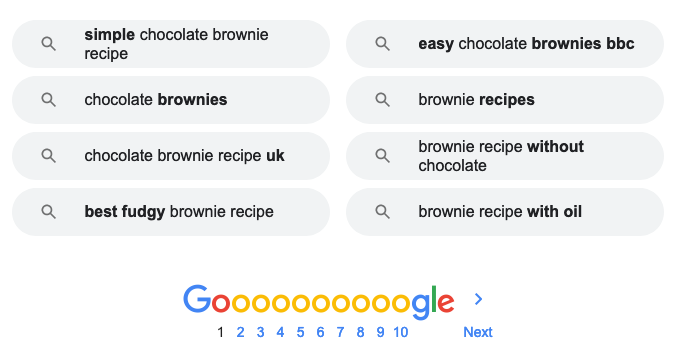 simple chocolate brownie
recipe
easy chocolate brownies bbc
chocolate brownies
brownie recipes
chocolate brownie recipe uk
brownie recipe without
chocolate
best fudgy brownie recipe
brownie recipe with oil
Goooooooooogle >
1 2 3 4 5 6 7 8 9 10 Next